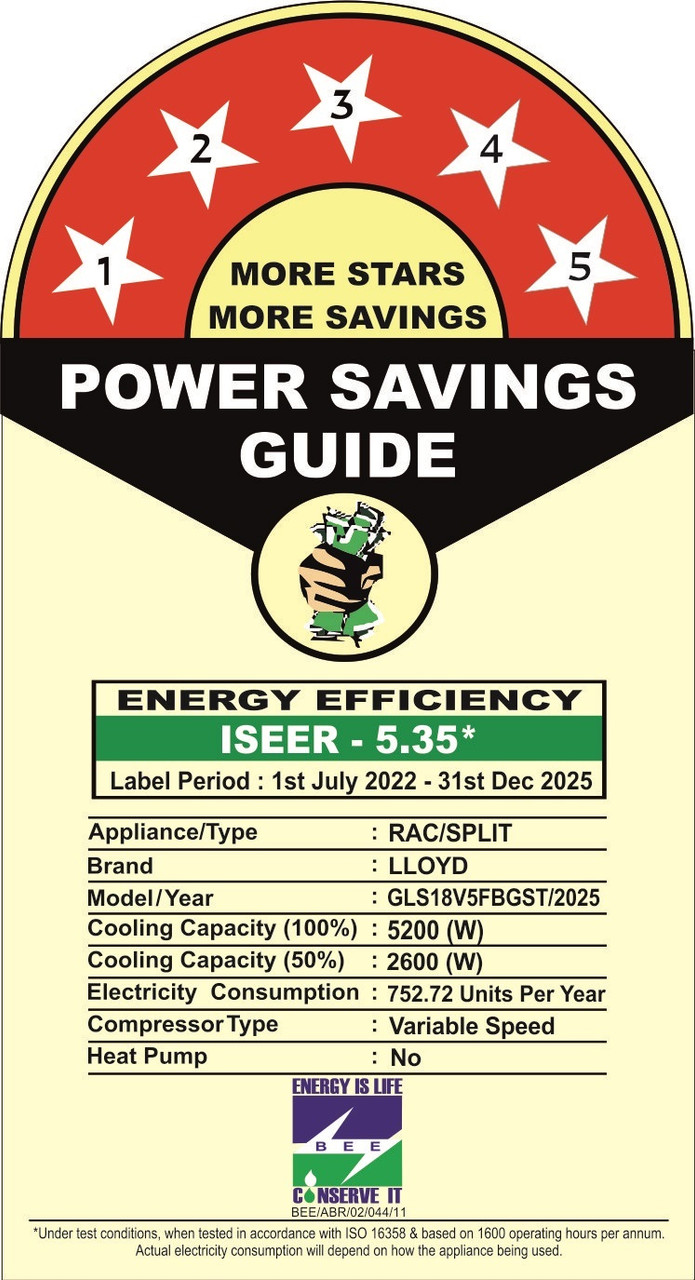 1
2
3
4
5
MORE STARS
MORE SAVINGS
POWER SAVINGS
GUIDE
ENERGY EFFICIENCY
ISEER - 5.35*
Label Period : 1st July 2022 - 31st Dec 2025
Appliance/Type : RAC/SPLIT
Brand : LLOYD
Model/Year : GLS18V5FBGST/2025
Cooling Capacity (100%) : 5200 (W)
Cooling Capacity (50%) : 2600 (W)
Electricity Consumption : 752.72 Units Per Year
Compressor Type : Variable Speed
Heat Pump : No
ENERGY IS LIFE
BEE
CONSERVE IT
BEE/ABR/02/044/11
*Under test conditions, when tested in accordance with ISO 16358 & based on 1600 operating hours per annum.
Actual electricity consumption will depend on how the appliance being used.